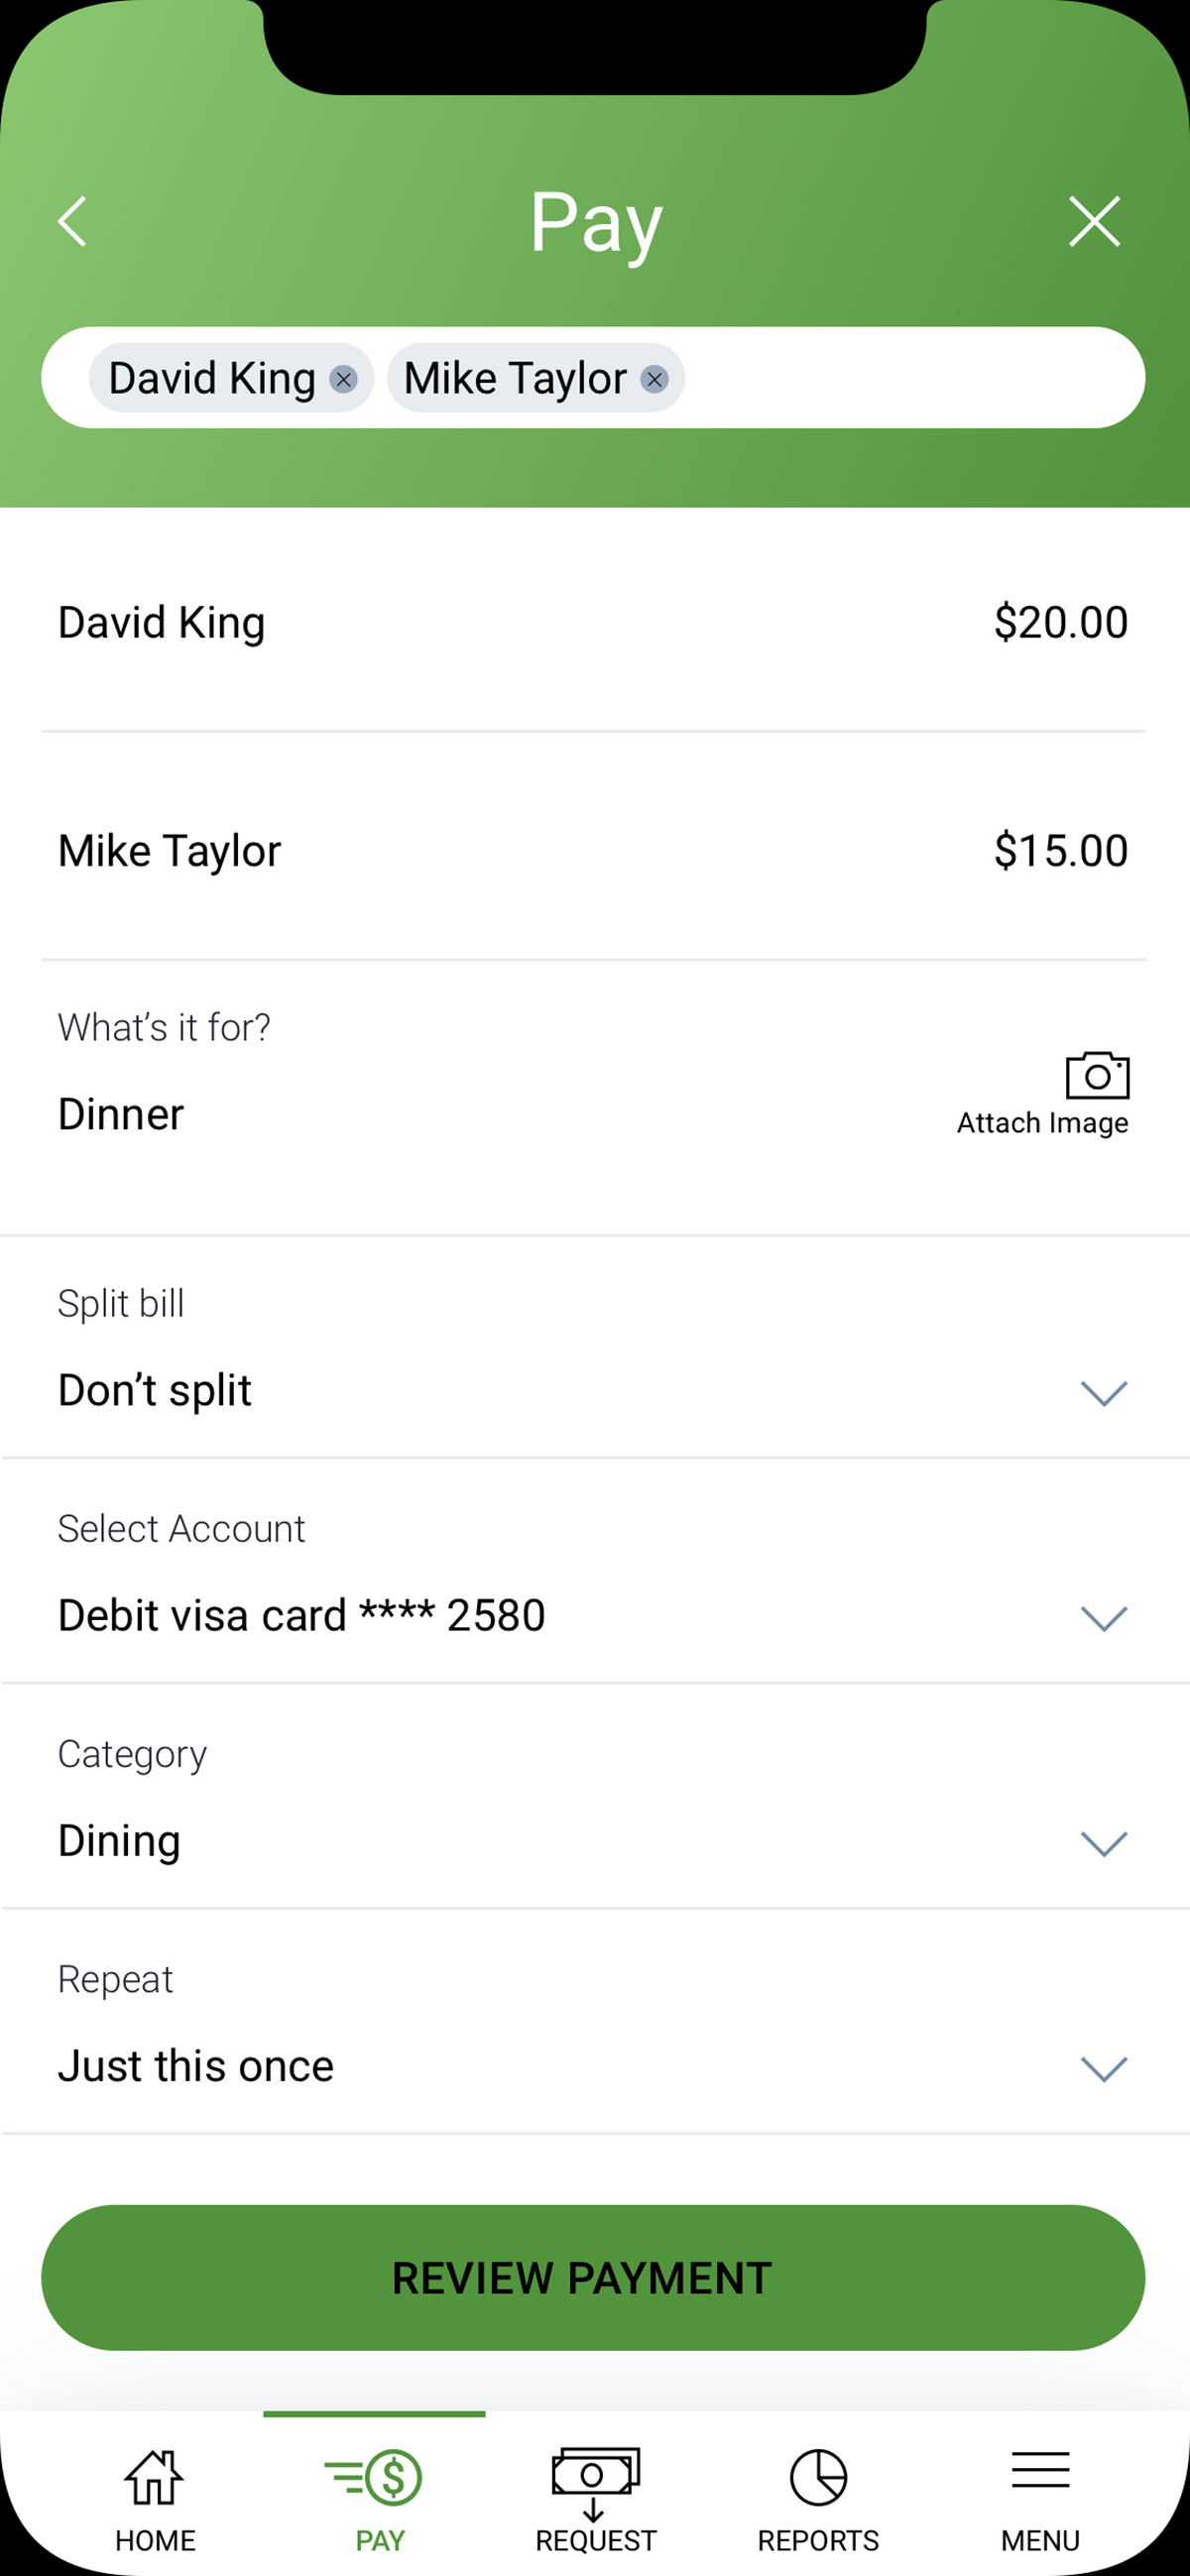 Pay
David King
Mike Taylor
David King $20.00
Mike Taylor $15.00
What’s it for?
Dinner
Attach Image
Split bill
Don’t split
Select Account
Debit visa card **** 2580
Category
Dining
Repeat
Just this once
REVIEW PAYMENT
HOME PAY REQUEST REPORTS MENU